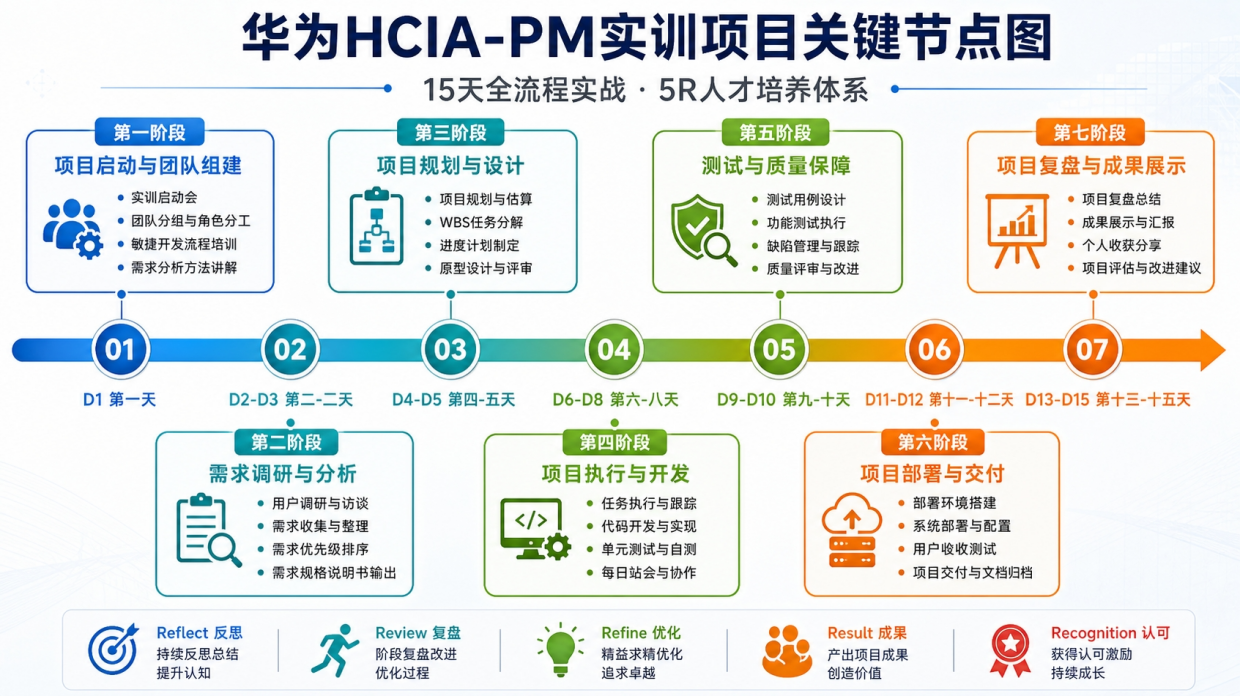 华为HCIA-PM实训项目关键节点图
15天全流程实战 · 5R人才培养体系
第一阶段
项目启动与团队组建
• 实训启动会
• 团队分组与角色分工
• 敏捷开发流程培训
• 需求分析方法讲解
第三阶段
项目规划与设计
• 项目规划与估算
• WBS任务分解
• 进度计划制定
• 原型设计与评审
第五阶段
测试与质量保障
• 测试用例设计
• 功能测试执行
• 缺陷管理与跟踪
• 质量评审与改进
第七阶段
项目复盘与成果展示
• 项目复盘总结
• 成果展示与汇报
• 个人收获分享
• 项目评估与改进建议
01
02
03
04
05
06
07
D1 第一天
D2-D3 第二-二天
D4-D5 第四-五天
D6-D8 第六-八天
D9-D10 第九-十天
D11-D12 第十一-十二天
D13-D15 第十三-十五天
第二阶段
需求调研与分析
• 用户调研与访谈
• 需求收集与整理
• 需求优先级排序
• 需求规格说明书输出
第四阶段
项目执行与开发
</>
• 任务执行与跟踪
• 代码开发与实现
• 单元测试与自测
• 每日站会与协作
第六阶段
项目部署与交付
• 部署环境搭建
• 系统部署与配置
• 用户收收测试
• 项目交付与文档归档
Reflect 反思
持续反思总结
提升认知
Review 复盘
阶段复盘改进
优化过程
Refine 优化
精益求精优化
追求卓越
Result 成果
产出项目成果
创造价值
Recognition 认可
获得认可激励
持续成长